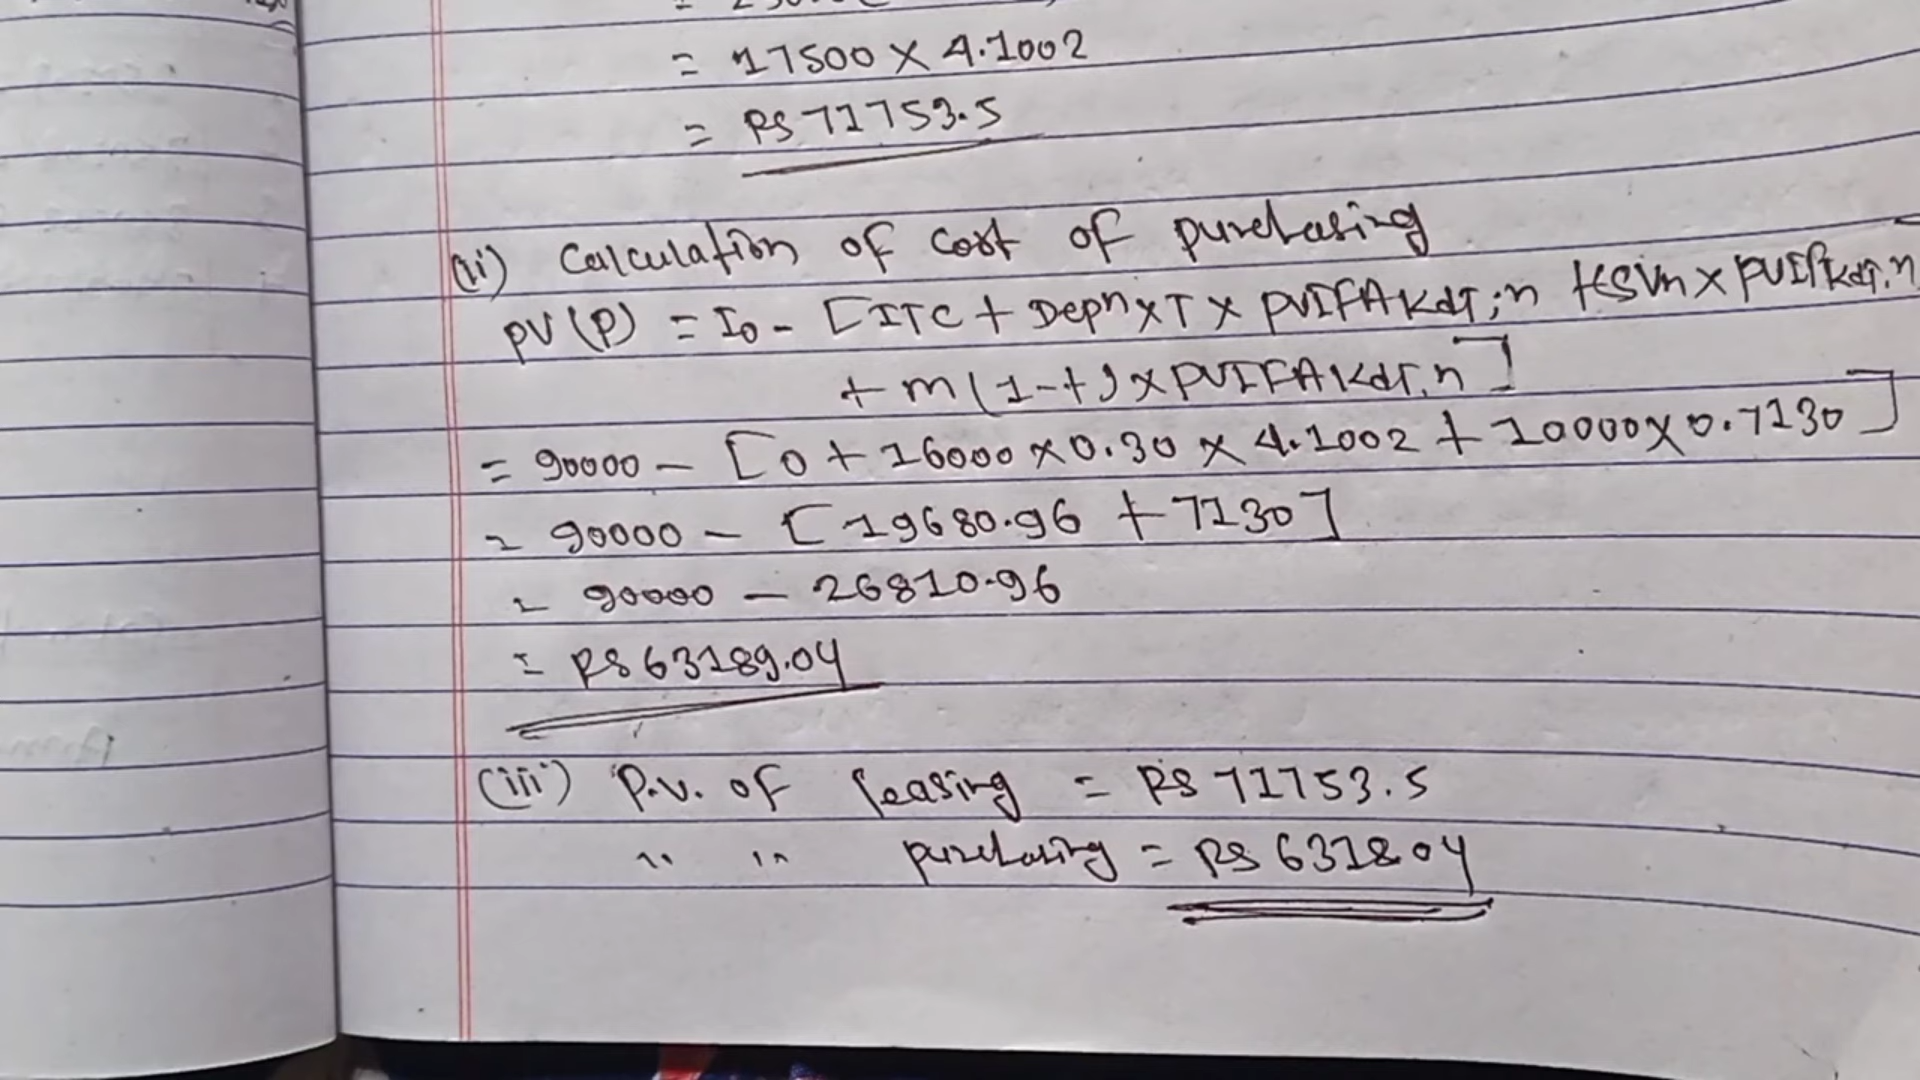 = 17500 × 4.1002
= RS 71753.5
(ii) Calculation of Cost of purchasing
PV(P) = I0 - [ITC + Depn×T × PVIFAKdT;n + SVn × PVIFKdT,n
+ m(1-t) × PVIFAKdT,n]
= 90000 - [0 + 16000 × 0.30 × 4.1002 + 10000 × 0.7130]
= 90000 - [19680.96 + 7130]
= 90000 - 26810.96
= RS 63189.04
(iii) P.V. of leasing = RS 71753.5
" " purchasing = RS 6318.04